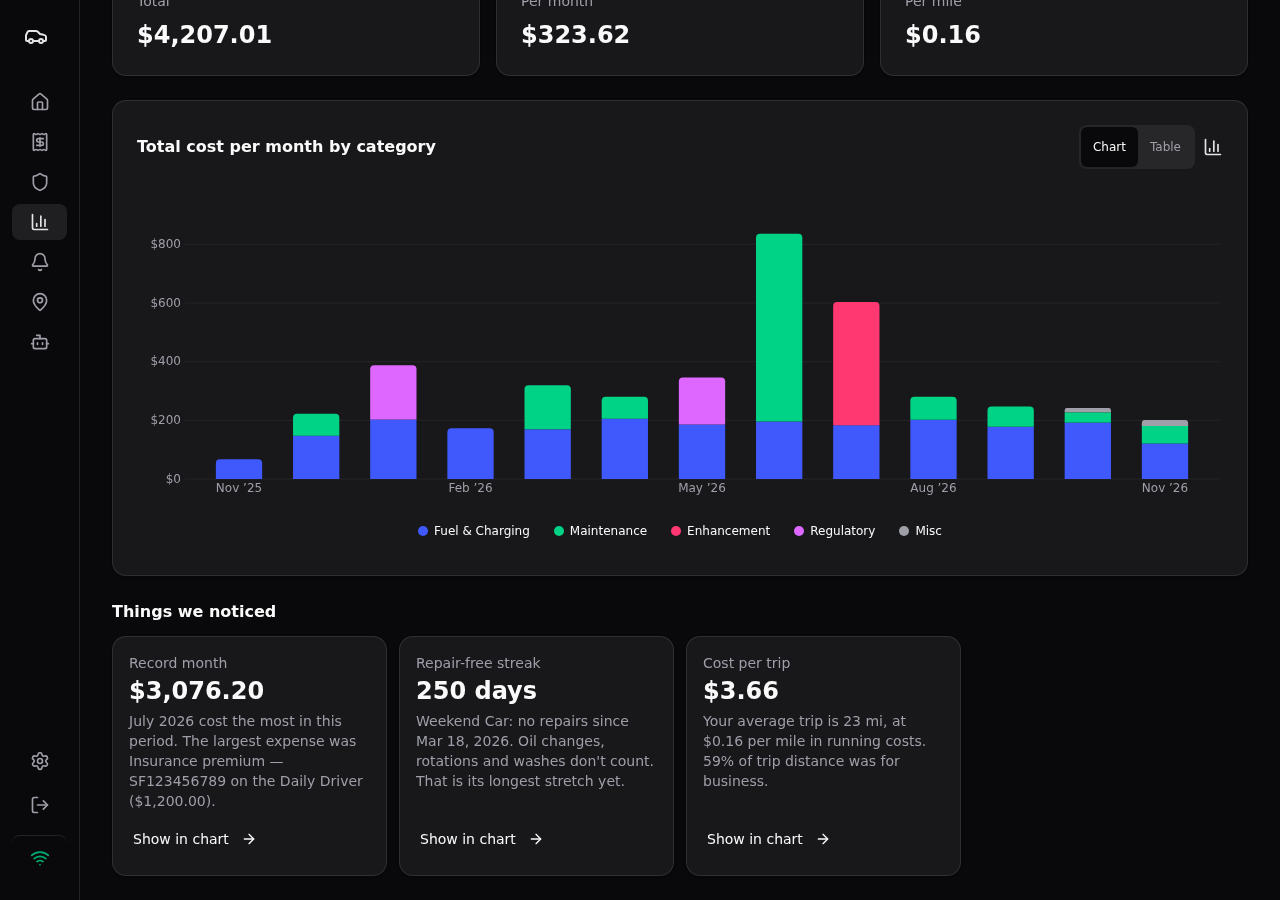 Total
Per month
Per mile
$4,207.01
$323.62
$0.16
Total cost per month by category
Chart
Table
$800
$600
$400
$200
$0
Nov ’25
Feb ’26
May ’26
Aug ’26
Nov ’26
Fuel & Charging
Maintenance
Enhancement
Regulatory
Misc
Things we noticed
Record month
$3,076.20
July 2026 cost the most in this
period. The largest expense was
Insurance premium —
SF123456789 on the Daily Driver
($1,200.00).
Show in chart
Repair-free streak
250 days
Weekend Car: no repairs since
Mar 18, 2026. Oil changes,
rotations and washes don't count.
That is its longest stretch yet.
Show in chart
Cost per trip
$3.66
Your average trip is 23 mi, at
$0.16 per mile in running costs.
59% of trip distance was for
business.
Show in chart